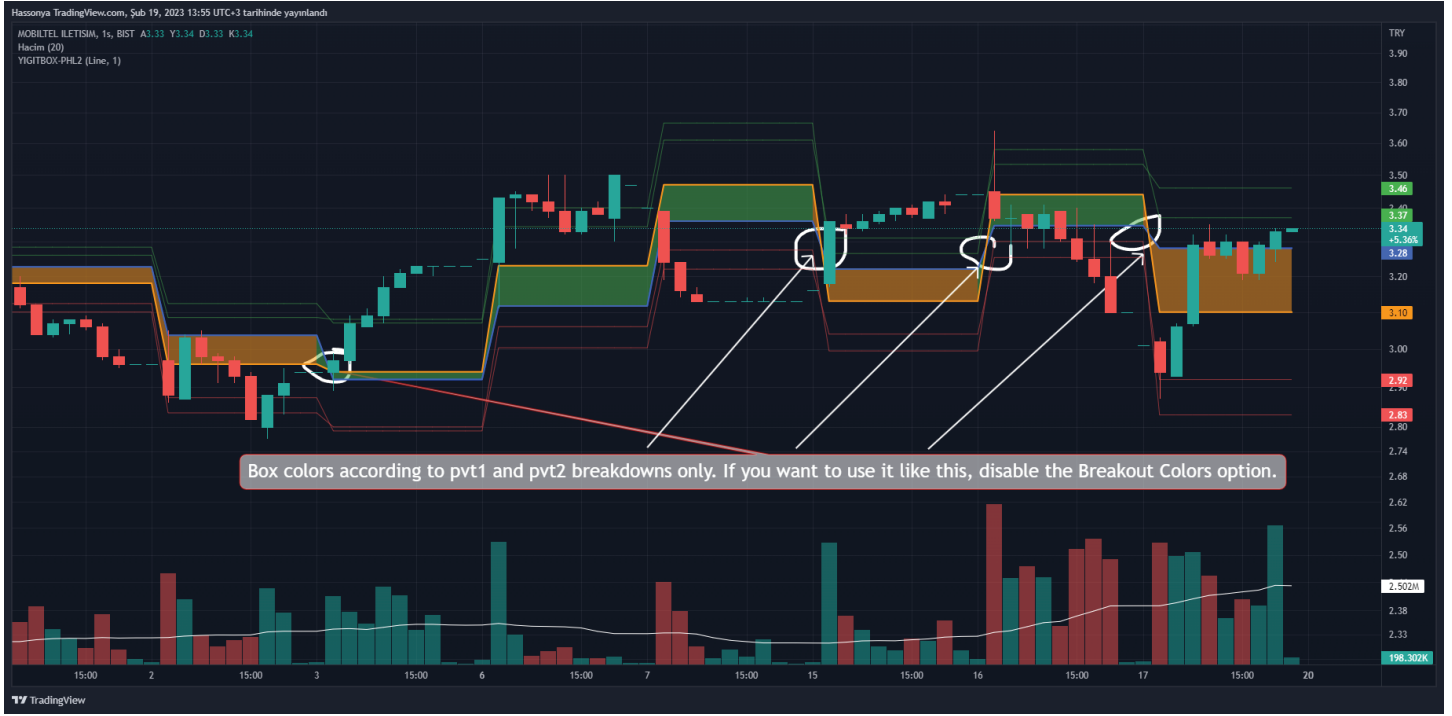 Hassonya TradingView.com, Şub 19, 2023 13:55 UTC+3 tarihinde yayınlandı
MOBILTEL ILETISIM, 1s, BIST A3.33 Y3.34 D3.33 K3.34
Hacim (20)
YIGITBOX-PHL2 (Line, 1)
TRY
3.90
3.80
3.70
3.60
3.50
3.46
3.40
3.37
3.34
+5.36%
3.28
3.20
3.10
3.00
2.92
2.90
2.83
2.80
2.74
Box colors according to pvt1 and pvt2 breakdowns only. If you want to use it like this, disable the Breakout Colors option.
2.68
2.62
2.56
2.50
2.502M
2.38
2.33
198.302K
15:00 2 15:00 3 15:00 6 15:00 7 15:00 15 15:00 16 15:00 17 15:00 20
TradingView